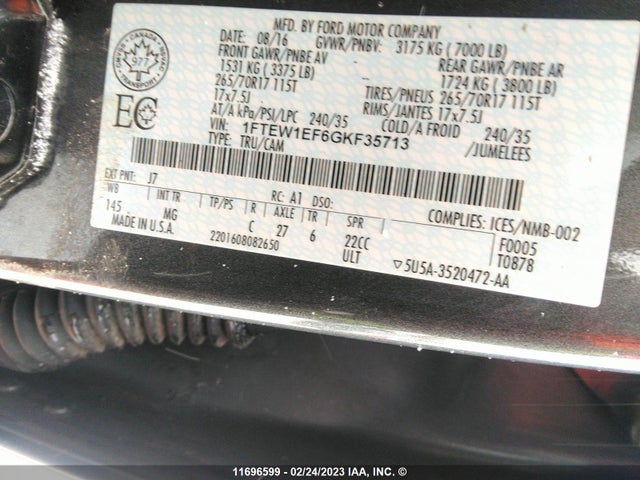 MFD. BY FORD MOTOR COMPANY
DATE: 08/16 GVWR/PNBV: 3175 KG ( 7000 LB)
FRONT GAWR/PNBE AV REAR GAWR/PNBE AR
1531 KG ( 3375 LB) 1724 KG ( 3800 LB)
265/70R17 115T TIRES/PNEUS 265/70R17 115T
17x7.5J RIMS/JANTES 17x7.5J
AT/A kPa/PSI/LPC 240/35 COLD/A FROID 240/35
VIN: 1FTEW1EF6GKF35713 /JUMELEES
TYPE: TRU/CAM
977
EC
EXT PNT: J7 RC: A1 DSO:
WB INT TR TP/PS R AXLE TR SPR
145 MG C 27 6 22CC
MADE IN U.S.A. 2201608082650 ULT
COMPLIES: ICES/NMB-002
F0005
T0878
5U5A-3520472-AA
11696599 - 02/24/2023 IAA, INC. ©